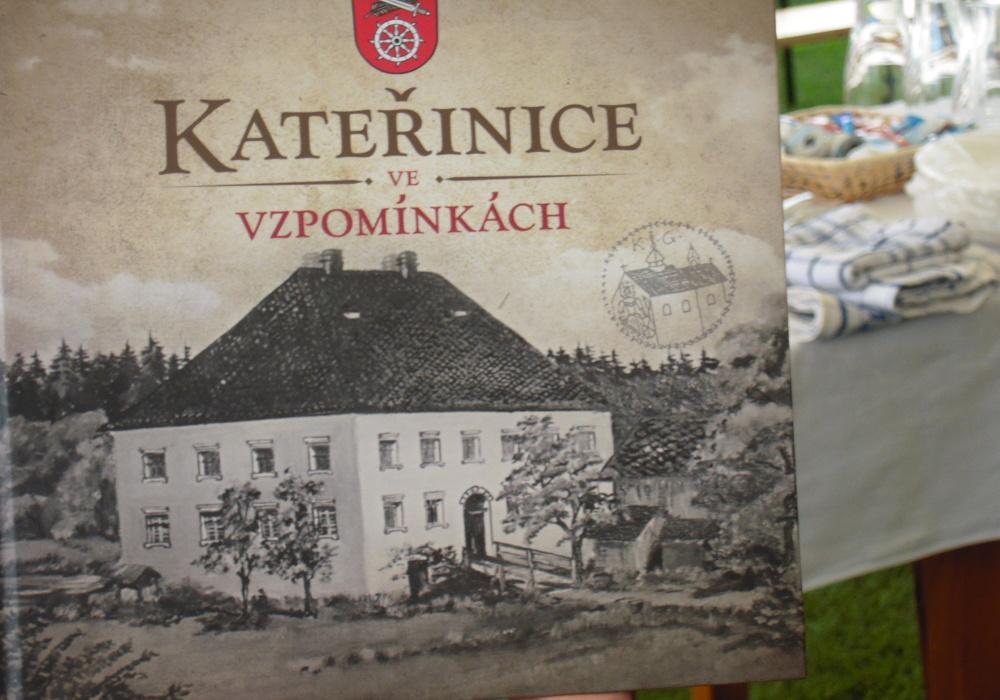 KATEŘINICE
VE
VZPOMÍNKÁCH
K. G.